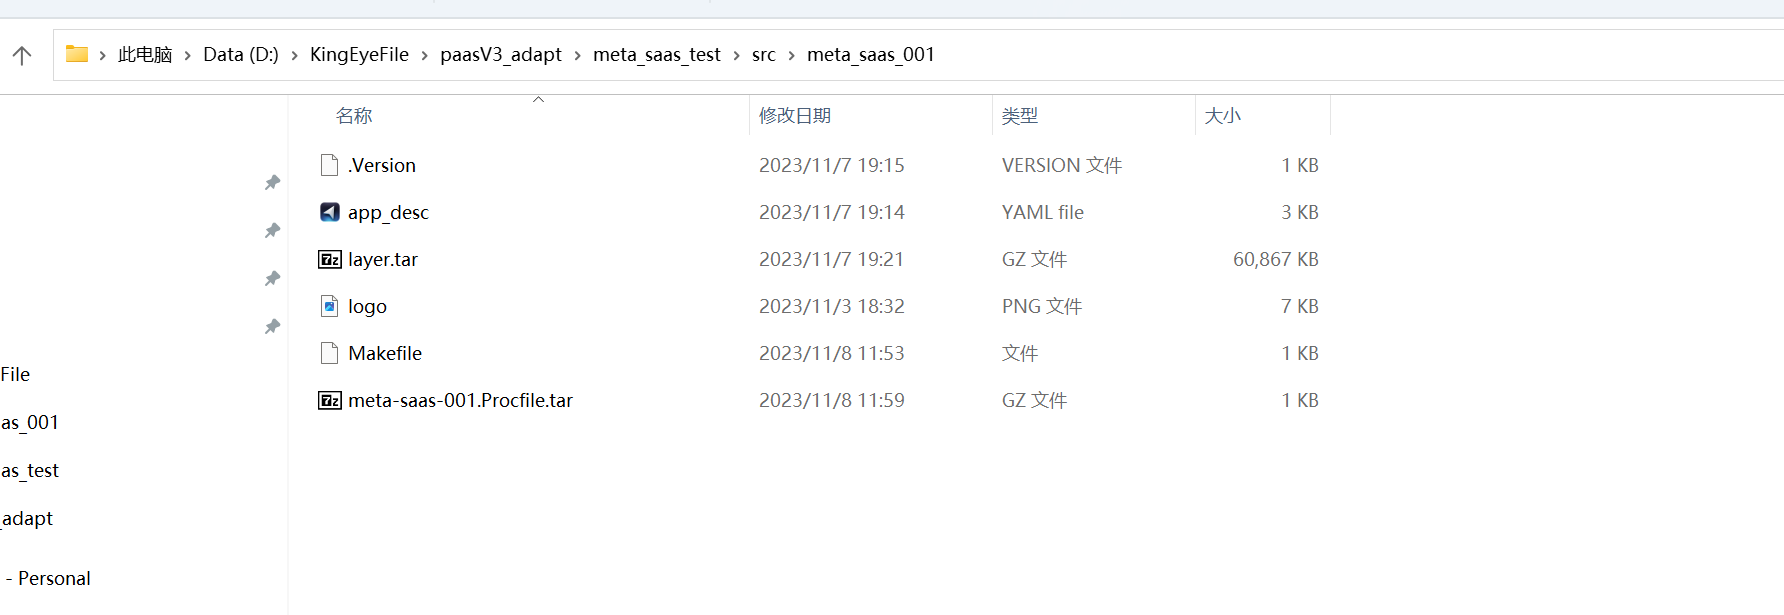 此电脑 > Data (D:) > KingEyeFile > paasV3_adapt > meta_saas_test > src > meta_saas_001
名称 修改日期 类型 大小
.Version 2023/11/7 19:15 VERSION 文件 1 KB
app_desc 2023/11/7 19:14 YAML file 3 KB
layer.tar 2023/11/7 19:21 GZ 文件 60,867 KB
logo 2023/11/3 18:32 PNG 文件 7 KB
Makefile 2023/11/8 11:53 文件 1 KB
meta-saas-001.Procfile.tar 2023/11/8 11:59 GZ 文件 1 KB
File
as_001
as_test
_adapt
- Personal